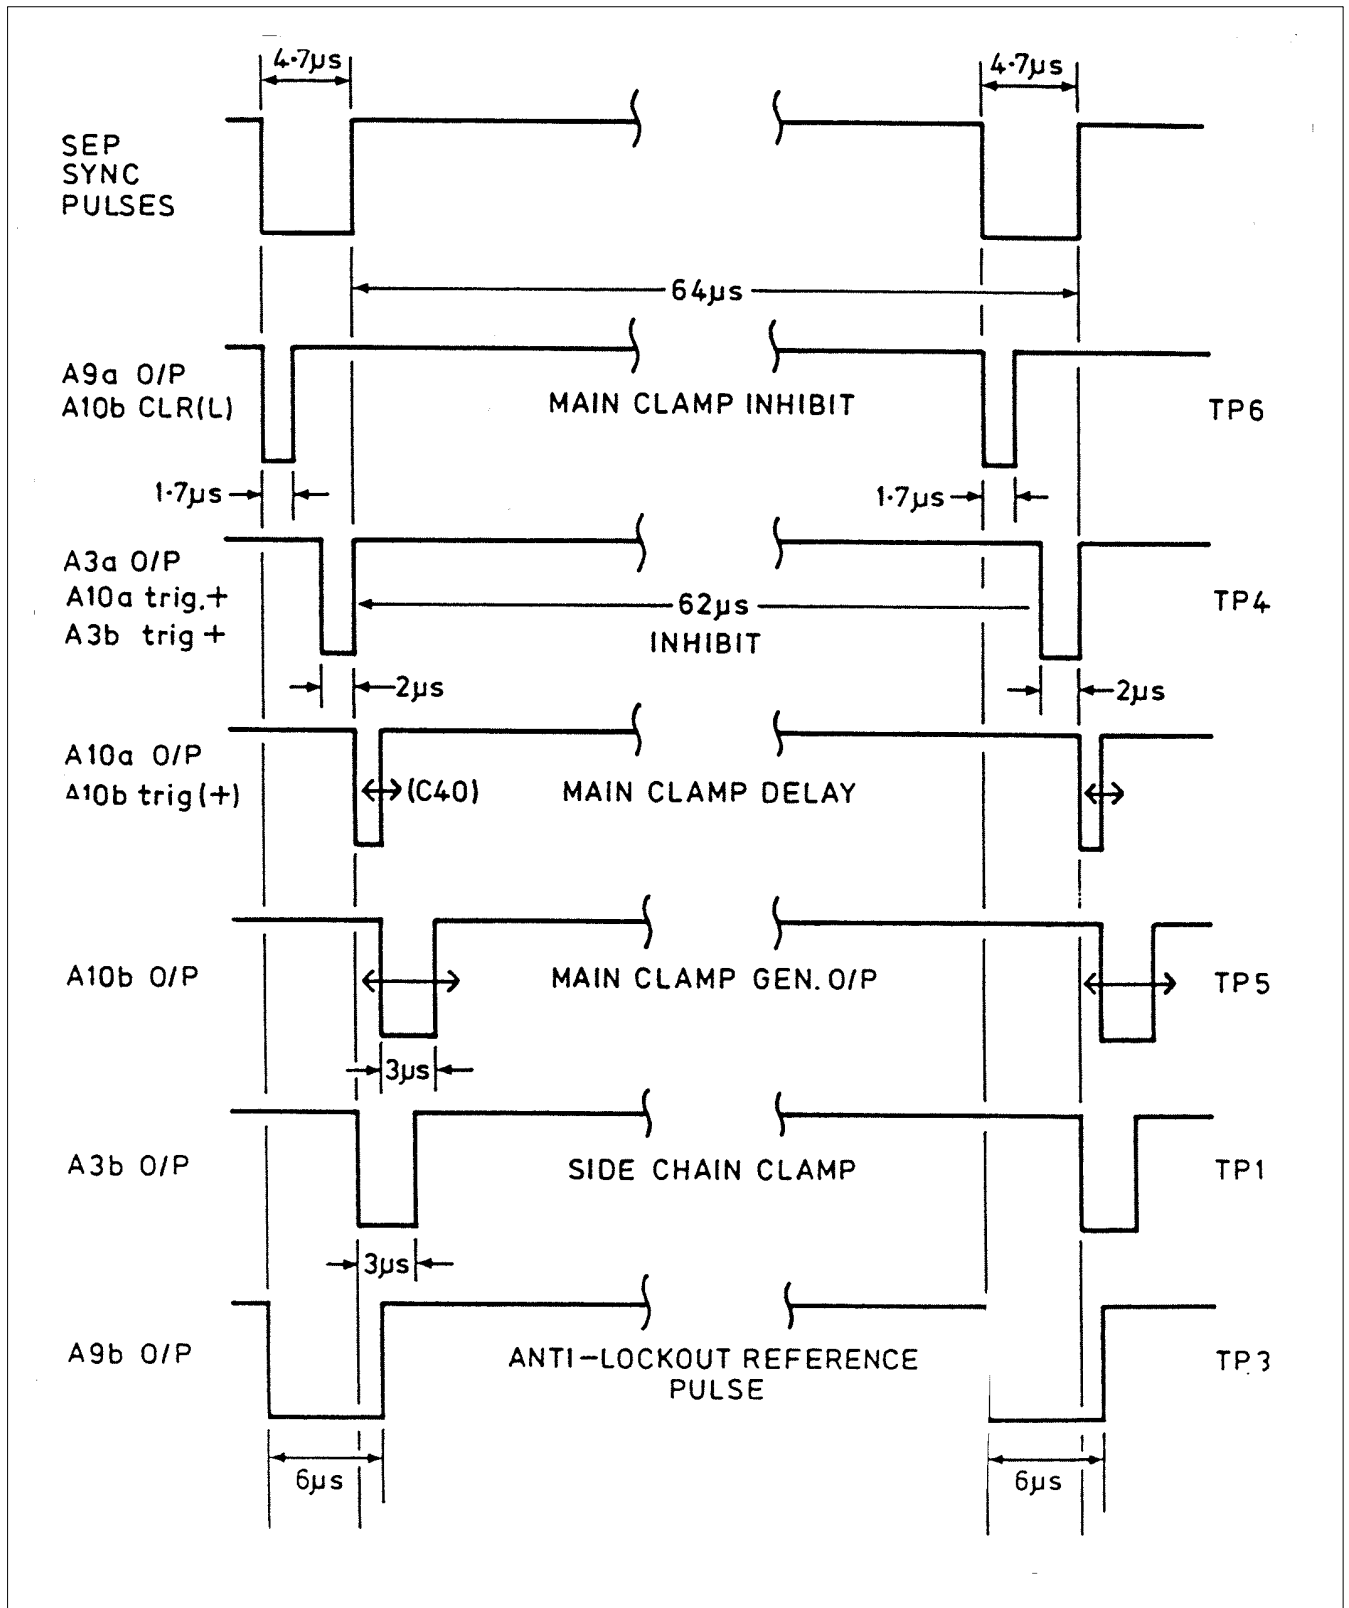 4.7µs 4.7µs
SEP
SYNC
PULSES
64µs
A9a O/P
A10b CLR(L)
MAIN CLAMP INHIBIT
TP6
1.7µs 1.7µs
A3a O/P
A10a trig.+
A3b trig +
62µs
INHIBIT
TP4
2µs 2µs
A10a O/P
A10b trig(+)
(C40)
MAIN CLAMP DELAY
A10b O/P
MAIN CLAMP GEN. O/P
TP5
3µs
A3b O/P
SIDE CHAIN CLAMP
TP1
3µs
A9b O/P
ANTI-LOCKOUT REFERENCE
PULSE
TP3
6µs 6µs